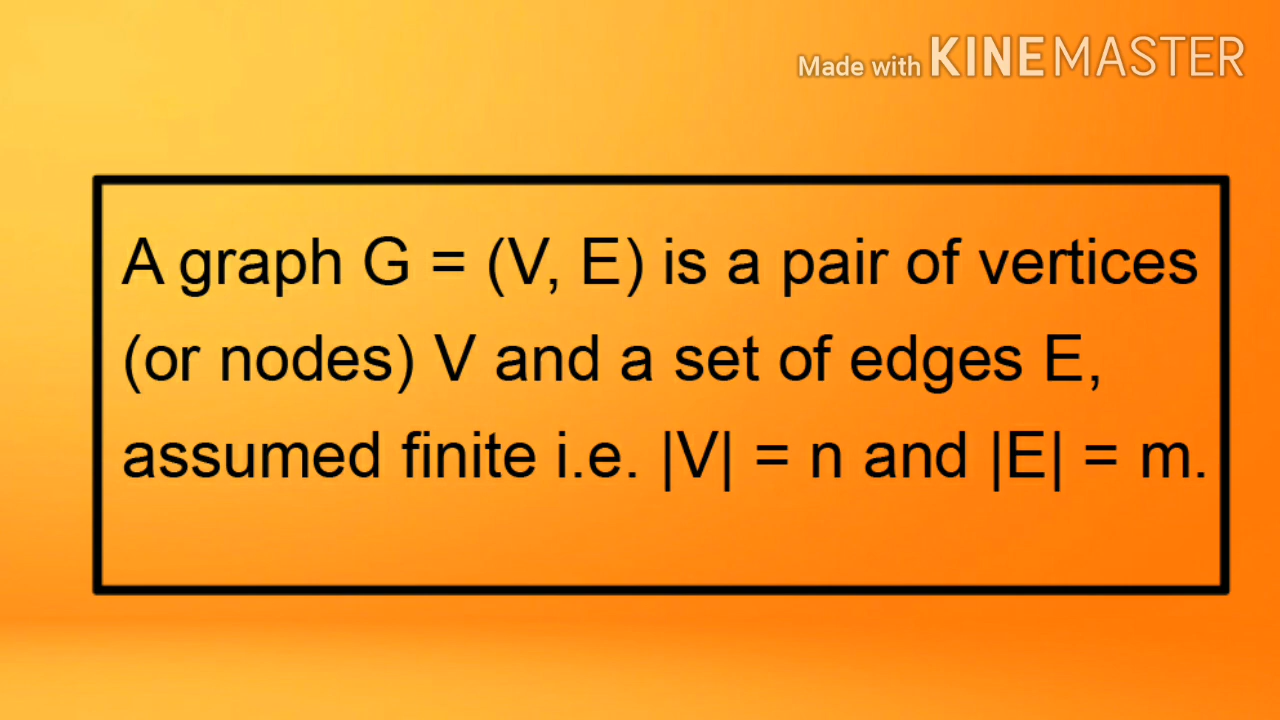 Made with KINEMASTER
A graph G = (V, E) is a pair of vertices
(or nodes) V and a set of edges E,
assumed finite i.e. |V| = n and |E| = m.